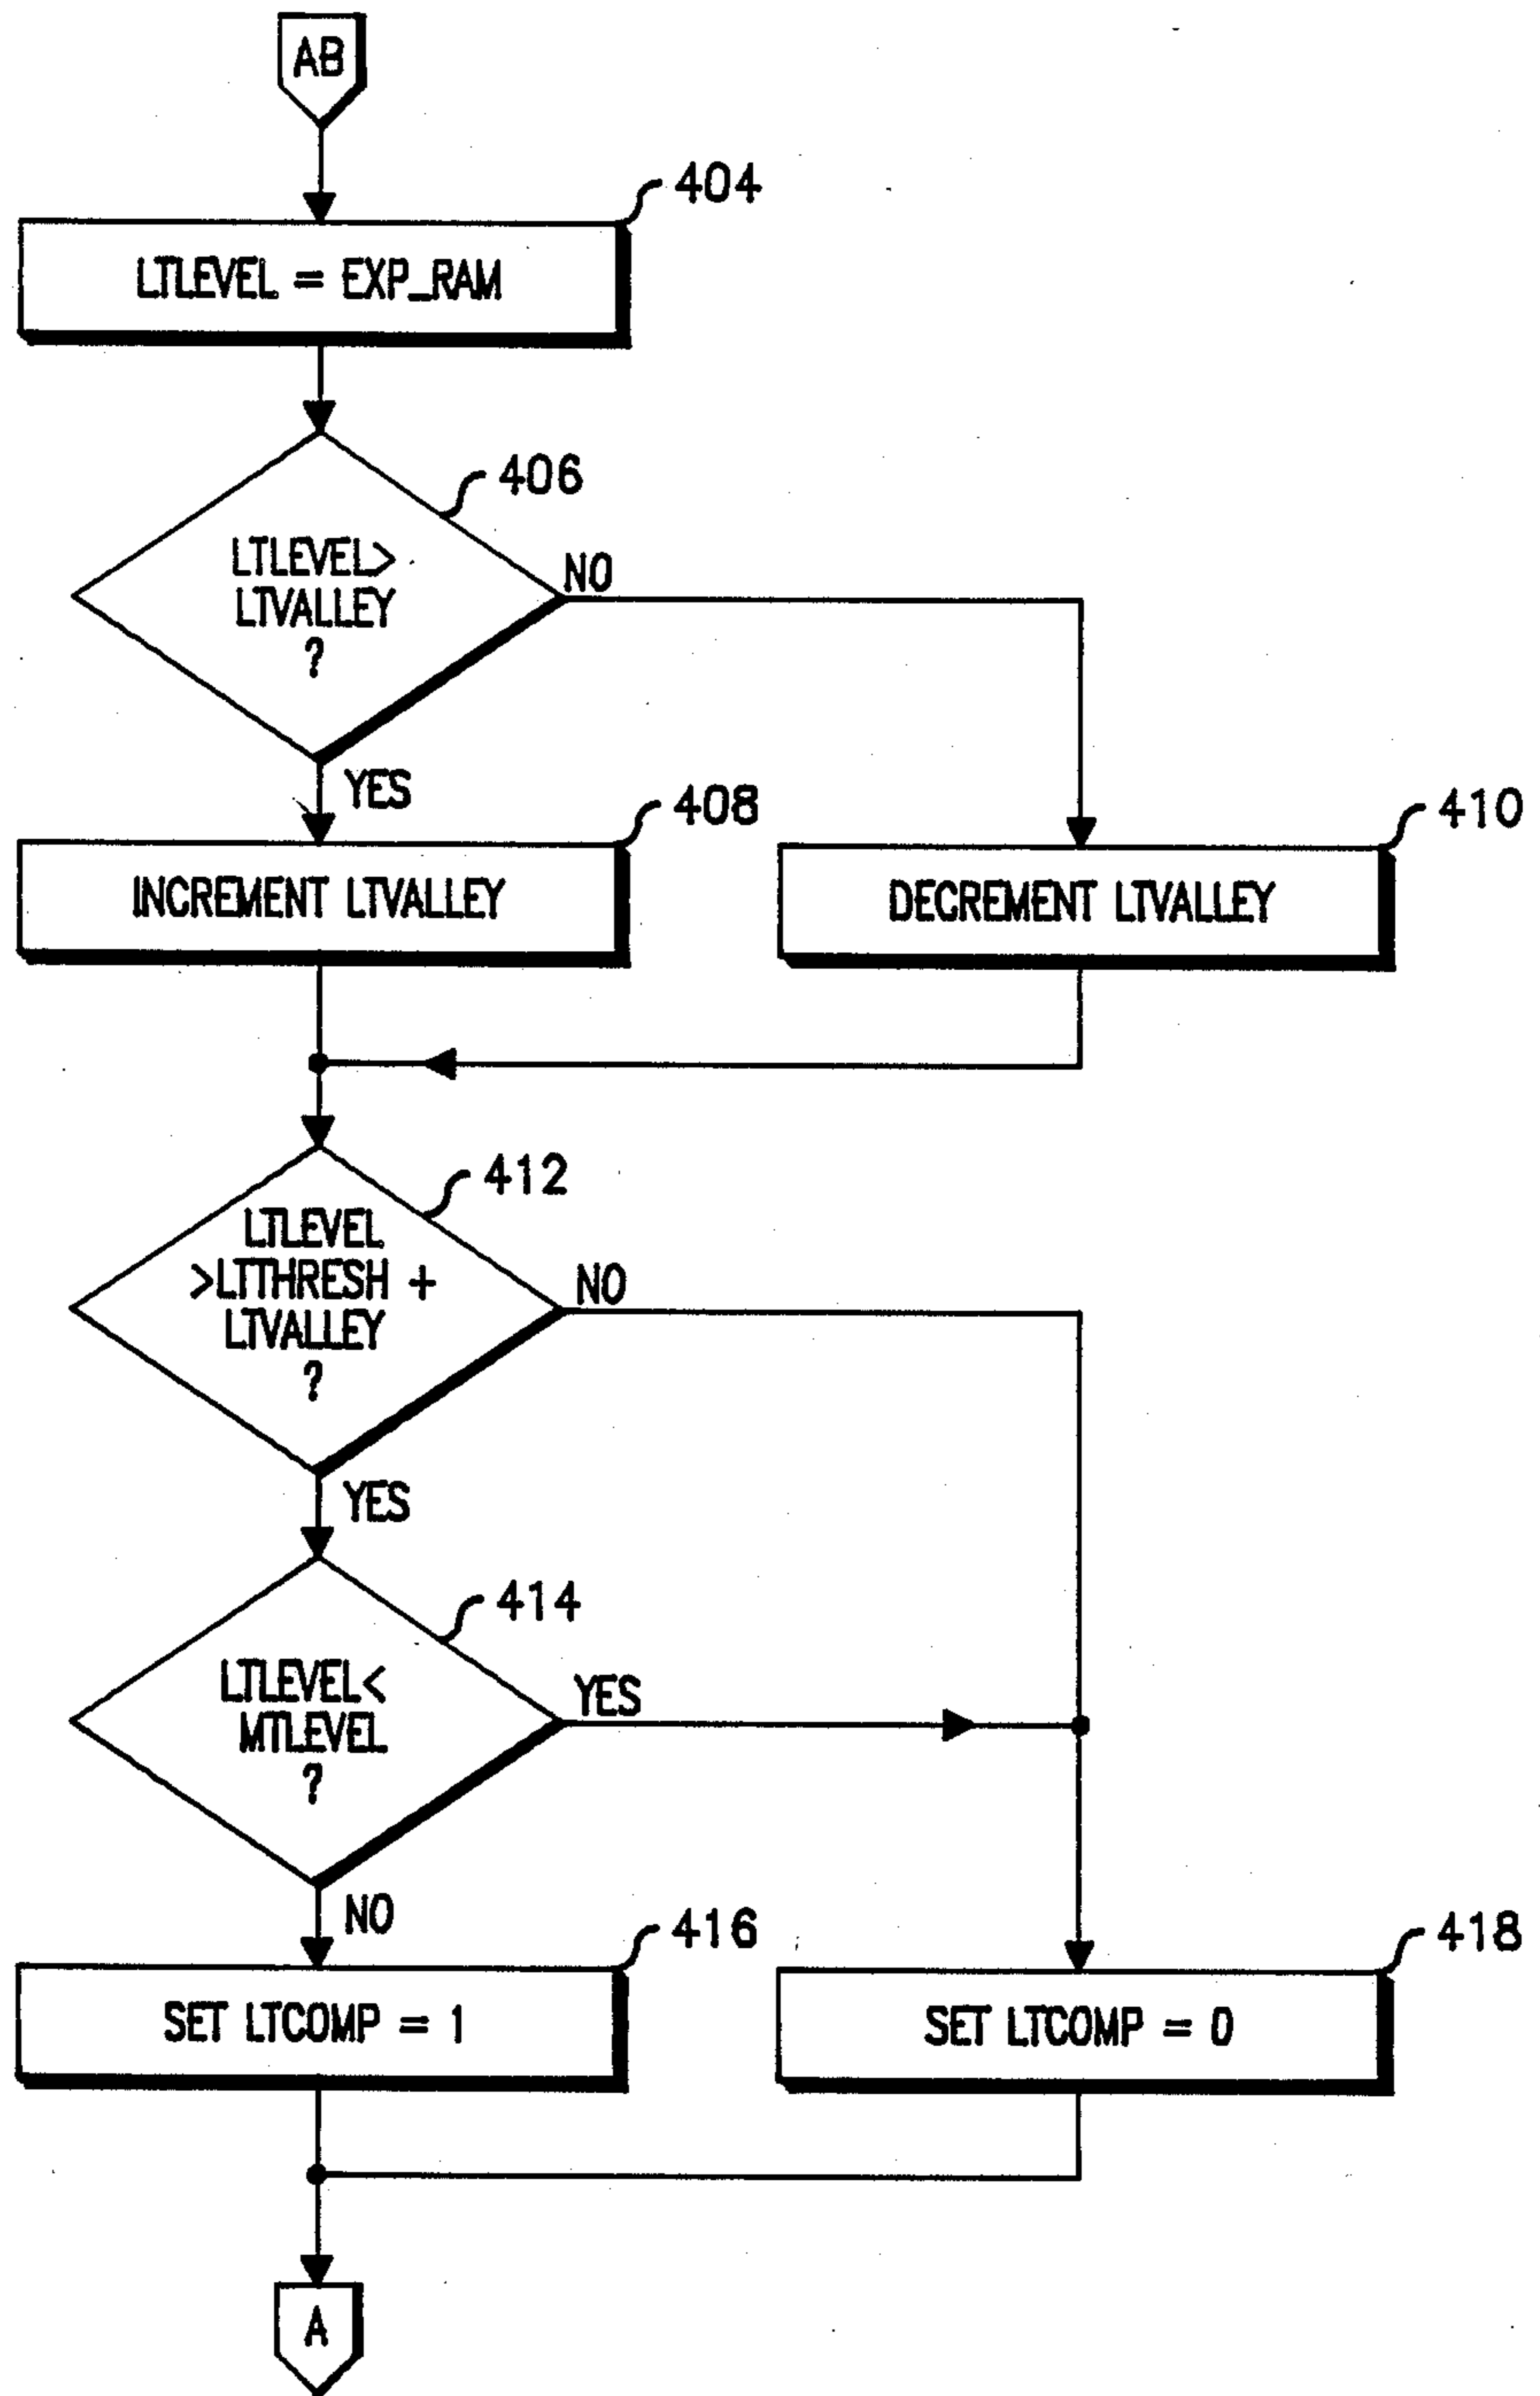 AB
404
LTLEVEL = EXP_RAM
406
LTLEVEL>
LTVALLEY
?
NO
YES
408
INCREMENT LTVALLEY
410
DECREMENT LTVALLEY
412
LTLEVEL
>LTTHRESH +
LTVALLEY
?
NO
YES
414
LTLEVEL<
MTLEVEL
?
YES
NO
416
SET LTCOMP = 1
418
SET LTCOMP = 0
A